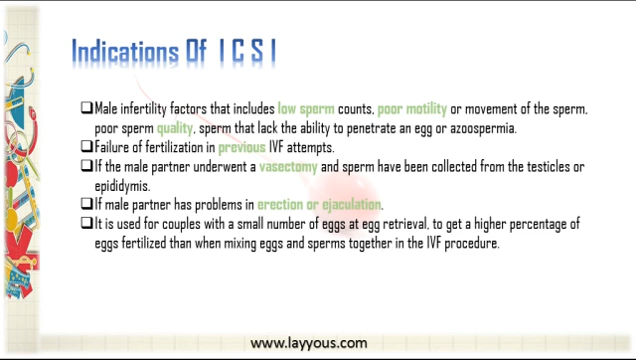 Indications Of I C S I
❑Male infertility factors that includes low sperm counts, poor motility or movement of the sperm,
poor sperm quality, sperm that lack the ability to penetrate an egg or azoospermia.
❑Failure of fertilization in previous IVF attempts.
❑If the male partner underwent a vasectomy and sperm have been collected from the testicles or
epididymis.
❑If male partner has problems in erection or ejaculation.
❑It is used for couples with a small number of eggs at egg retrieval, to get a higher percentage of
eggs fertilized than when mixing eggs and sperms together in the IVF procedure.
www.layyous.com